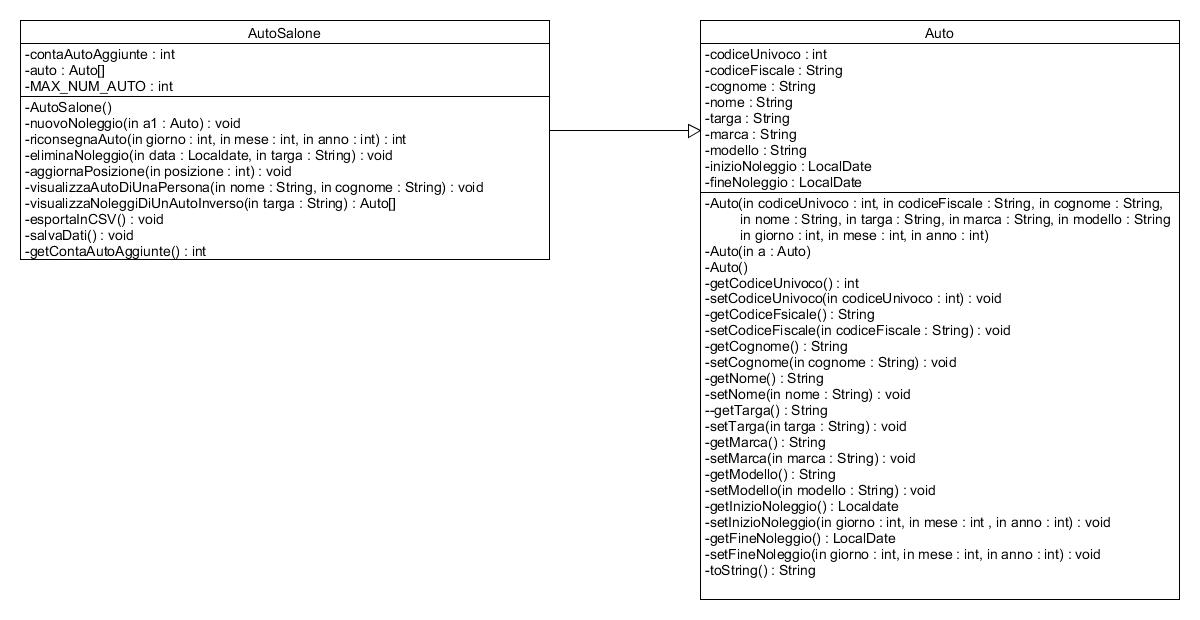 AutoSalone
-contaAutoAggiunte : int
-auto : Auto[]
-MAX_NUM_AUTO : int
-AutoSalone()
-nuovoNoleggio(in a1 : Auto) : void
-riconsegnaAuto(in giorno : int, in mese : int, in anno : int) : int
-eliminaNoleggio(in data : Localdate, in targa : String) : void
-aggiornaPosizione(in posizione : int) : void
-visualizzaAutoDiUnaPersona(in nome : String, in cognome : String) : void
-visualizzaNoleggiDiUnAutoInverso(in targa : String) : Auto[]
-esportaInCSV() : void
-salvaDati() : void
-getContaAutoAggiunte() : int
Auto
-codiceUnivoco : int
-codiceFiscale : String
-cognome : String
-nome : String
-targa : String
-marca : String
-modello : String
-inizioNoleggio : LocalDate
-fineNoleggio : LocalDate
-Auto(in codiceUnivoco : int, in codiceFiscale : String, in cognome : String,
in nome : String, in targa : String, in marca : String, in modello : String
in giorno : int, in mese : int, in anno : int)
-Auto(in a : Auto)
-Auto()
-getCodiceUnivoco() : int
-setCodiceUnivoco(in codiceUnivoco : int) : void
-getCodiceFsicale() : String
-setCodiceFiscale(in codiceFiscale : String) : void
-getCognome() : String
-setCognome(in cognome : String) : void
-getNome() : String
-setNome(in nome : String) : void
--getTarga() : String
-setTarga(in targa : String) : void
-getMarca() : String
-setMarca(in marca : String) : void
-getModello() : String
-setModello(in modello : String) : void
-getInizioNoleggio() : Localdate
-setInizioNoleggio(in giorno : int, in mese : int , in anno : int) : void
-getFineNoleggio() : LocalDate
-setFineNoleggio(in giorno : int, in mese : int, in anno : int) : void
-toString() : String